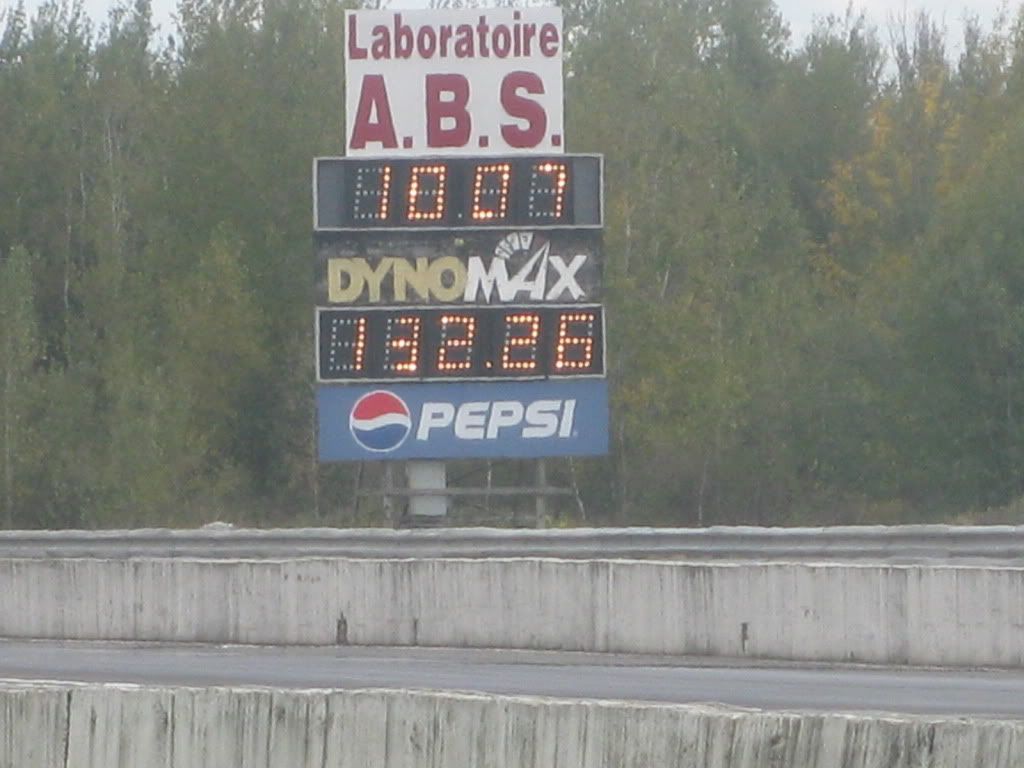 Laboratoire
A.B.S.
10.07
DYNOMAX
132.26
PEPSI